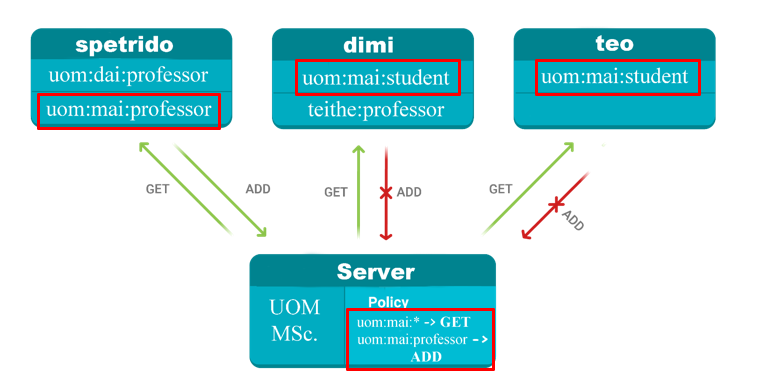 spetrido
uom:dai:professor
uom:mai:professor
dimi
uom:mai:student
teithe:professor
teo
uom:mai:student
GET
ADD
GET
ADD
GET
ADD
Server
UOM
MSc.
Policy
uom:mai:* -> GET
uom:mai:professor ->
ADD